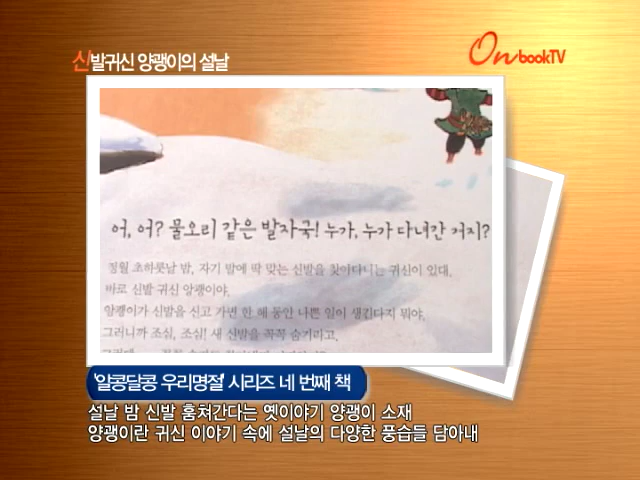 신발귀신 양괭이의 설날
On bookTV
어, 어? 물오리 같은 발자국! 누가, 누가 다녀간 거지?
정월 초하룻날 밤, 자기 발에 딱 맞는 신발을 찾아다니는 귀신이 있대.
바로 신발 귀신 앙괭이야.
앙괭이가 신발을 신고 가면 한 해 동안 나쁜 일이 생긴다지 뭐야.
그러니까 조심, 조심! 새 신발을 꼭꼭 숨기라고.
'알콩달콩 우리명절' 시리즈 네 번째 책
설날 밤 신발 훔쳐간다는 옛이야기 양괭이 소재
양괭이란 귀신 이야기 속에 설날의 다양한 풍습들 담아내